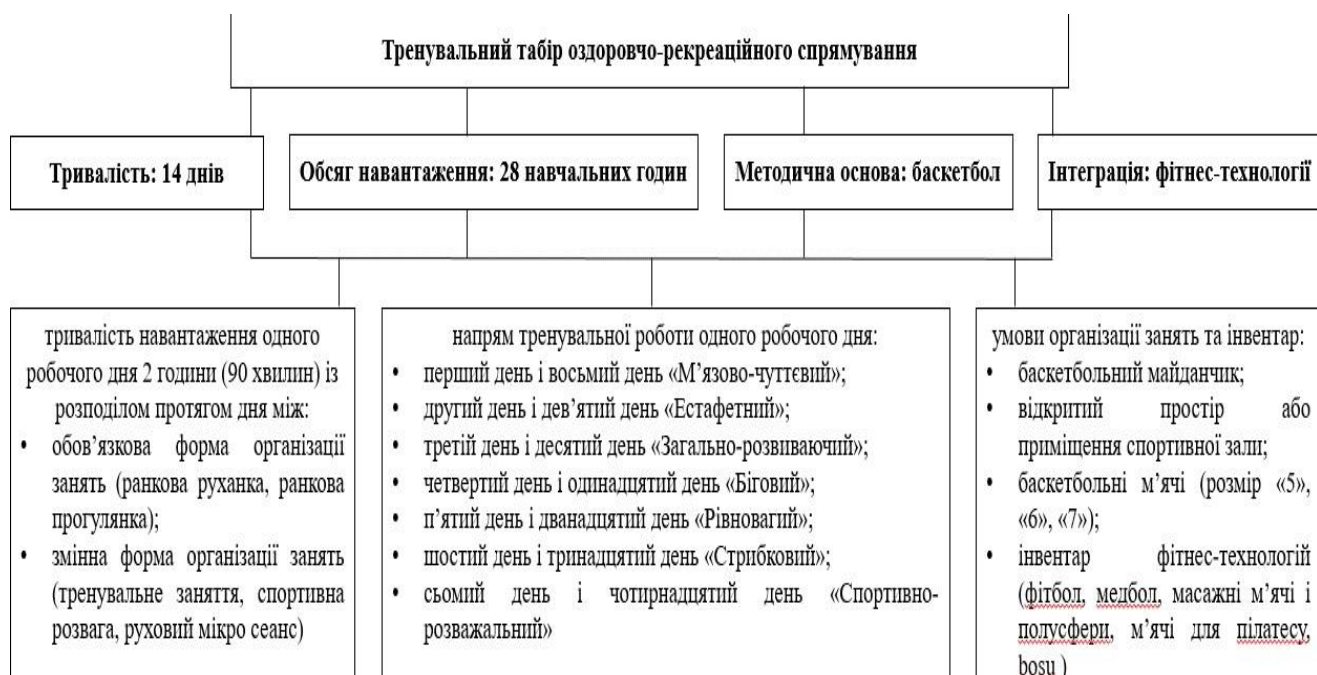 Тренувальний табір оздоровчо-рекреаційного спрямування
Тривалість: 14 днів
Обсяг навантаження: 28 навчальних годин
Методична основа: баскетбол
Інтеграція: фітнес-технології
тривалість навантаження одного
робочого дня 2 години (90 хвилин) із
розподілом протягом дня між:
• обов’язкова форма організації
занять (ранкова руханка, ранкова
прогулянка);
• змінна форма організації занять
(тренувальне заняття, спортивна
розвага, руховий мікро сеанс)
напрям тренувальної роботи одного робочого дня:
• перший день і восьмий день «М’язово-чуттєвий»;
• другий день і дев’ятий день «Естафетний»;
• третій день і десятий день «Загально-розвиваючий»;
• четвертий день і одинадцятий день «Біговий»;
• п’ятий день і дванадцятий день «Рівновагий»;
• шостий день і тринадцятий день «Стрибковий»;
• сьомий день і чотирнадцятий день «Спортивно-
розважальний»
умови організації занять та інвентар:
• баскетбольний майданчик;
• відкритий простір або
приміщення спортивної зали;
• баскетбольні м’ячі (розмір «5»,
«6», «7»);
• інвентар фітнес-технологій
(фітбол, медбол, масажні м’ячі і
полусфери, м’ячі для пілатесу,
bosu )